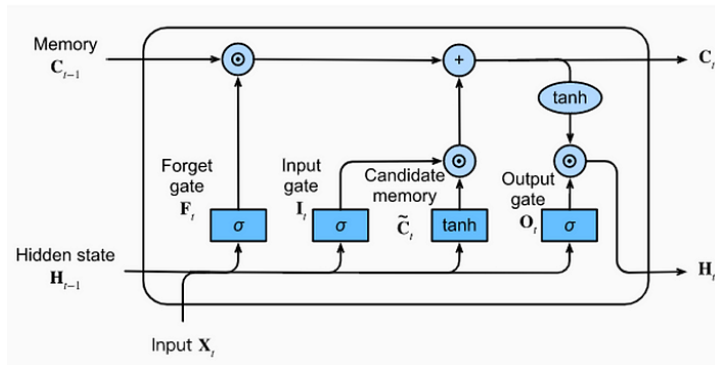 Memory
C_{t-1}
C_t
tanh
Forget gate
F_t
Input gate
I_t
Candidate memory
C̃_t
Output gate
O_t
σ
σ
tanh
σ
Hidden state
H_{t-1}
H_t
Input X_t
+